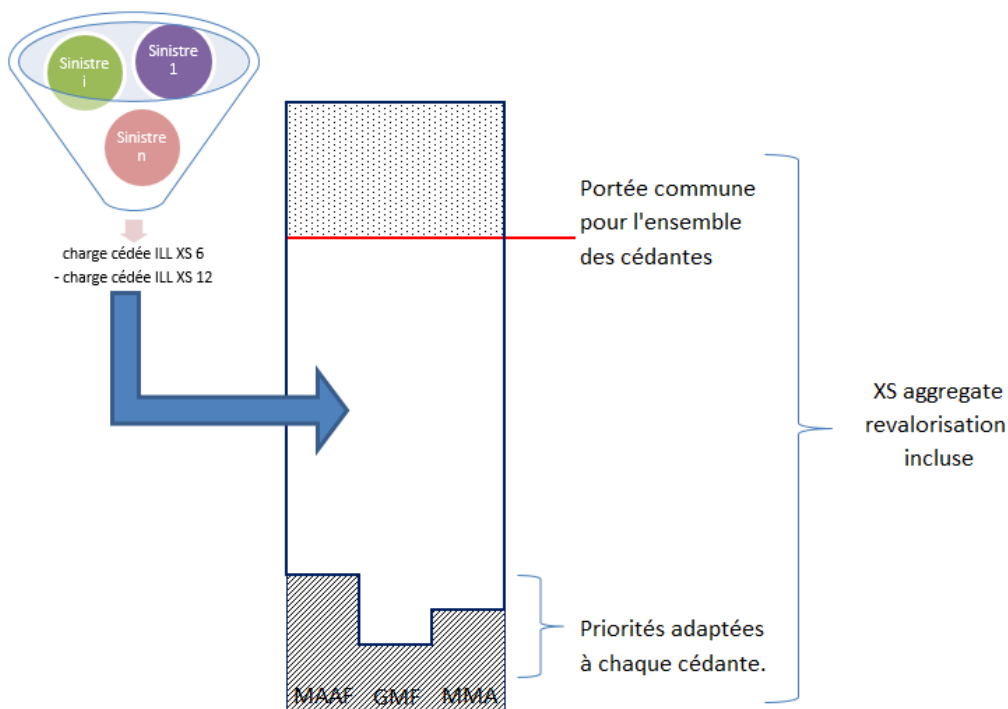 Sinistre
i
Sinistre
1
Sinistre
n
charge cédée ILL XS 6
- charge cédée ILL XS 12
Portée commune
pour l'ensemble
des cédantes
XS aggregate
revalorisation
incluse
Priorités adaptées
à chaque cédante.
MAAF GMF MMA